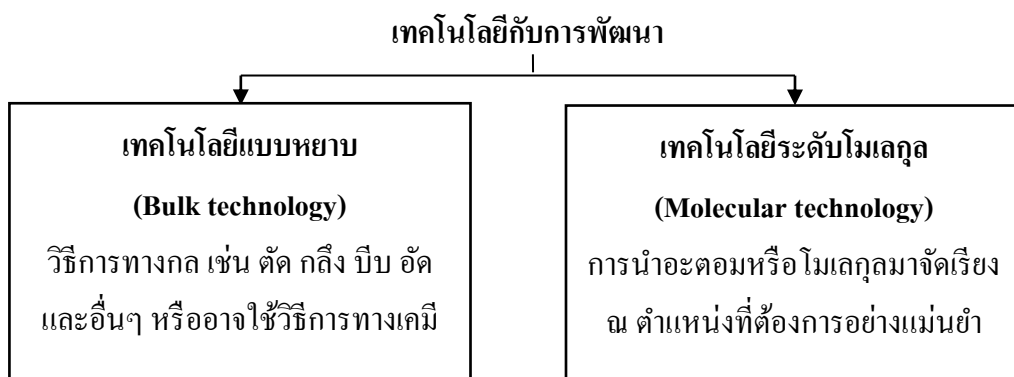 เทคโนโลยีกับการพัฒนา
เทคโนโลยีแบบหยาบ
(Bulk technology)
วิธีการทางกล เช่น ตัด กลึง บีบ อัด
และอื่นๆ หรืออาจใช้วิธีการทางเคมี
เทคโนโลยีระดับโมเลกุล
(Molecular technology)
การนำอะตอมหรือโมเลกุลมาจัดเรียง
ณ ตำแหน่งที่ต้องการอย่างแม่นยำ